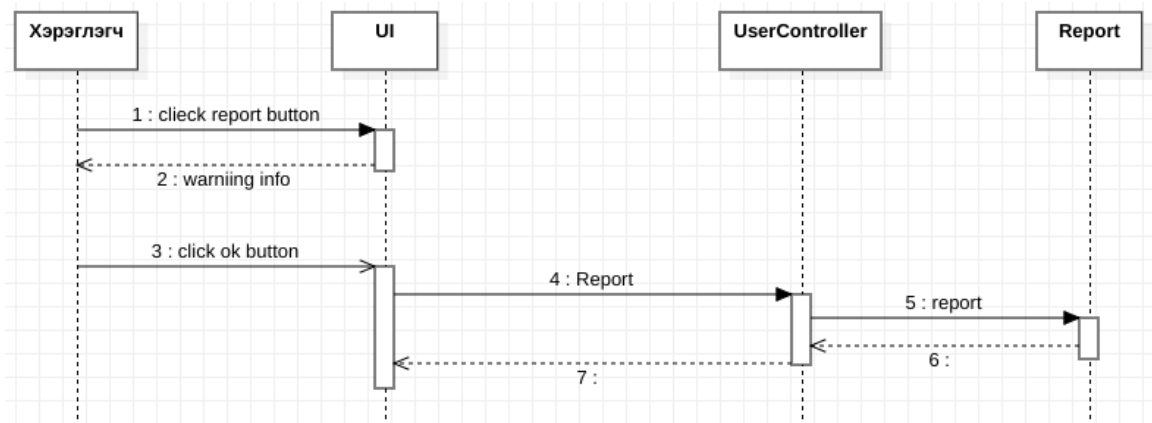 Хэрэглэгч
UI
UserController
Report
1 : clieck report button
2 : warniing info
3 : click ok button
4 : Report
5 : report
6 :
7 :